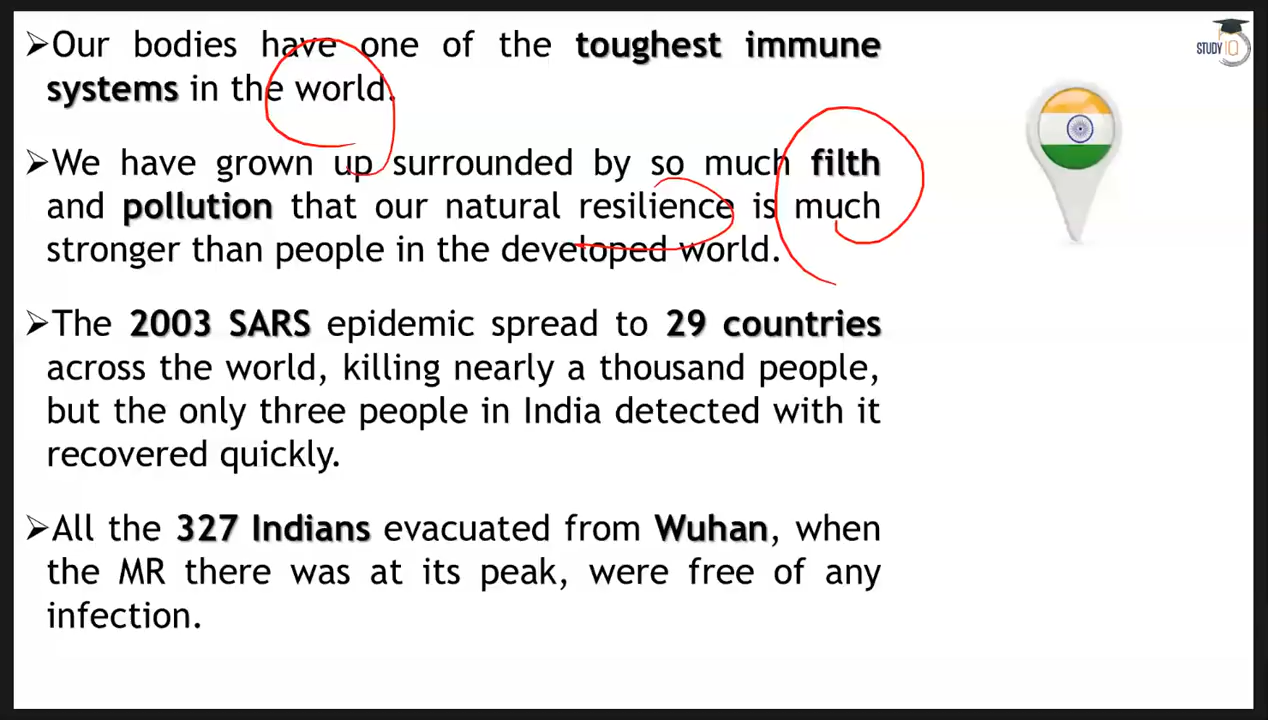 ➢Our bodies have one of the toughest immune
systems in the world.
➢We have grown up surrounded by so much filth
and pollution that our natural resilience is much
stronger than people in the developed world.
➢The 2003 SARS epidemic spread to 29 countries
across the world, killing nearly a thousand people,
but the only three people in India detected with it
recovered quickly.
➢All the 327 Indians evacuated from Wuhan, when
the MR there was at its peak, were free of any
infection.
STUDY IQ